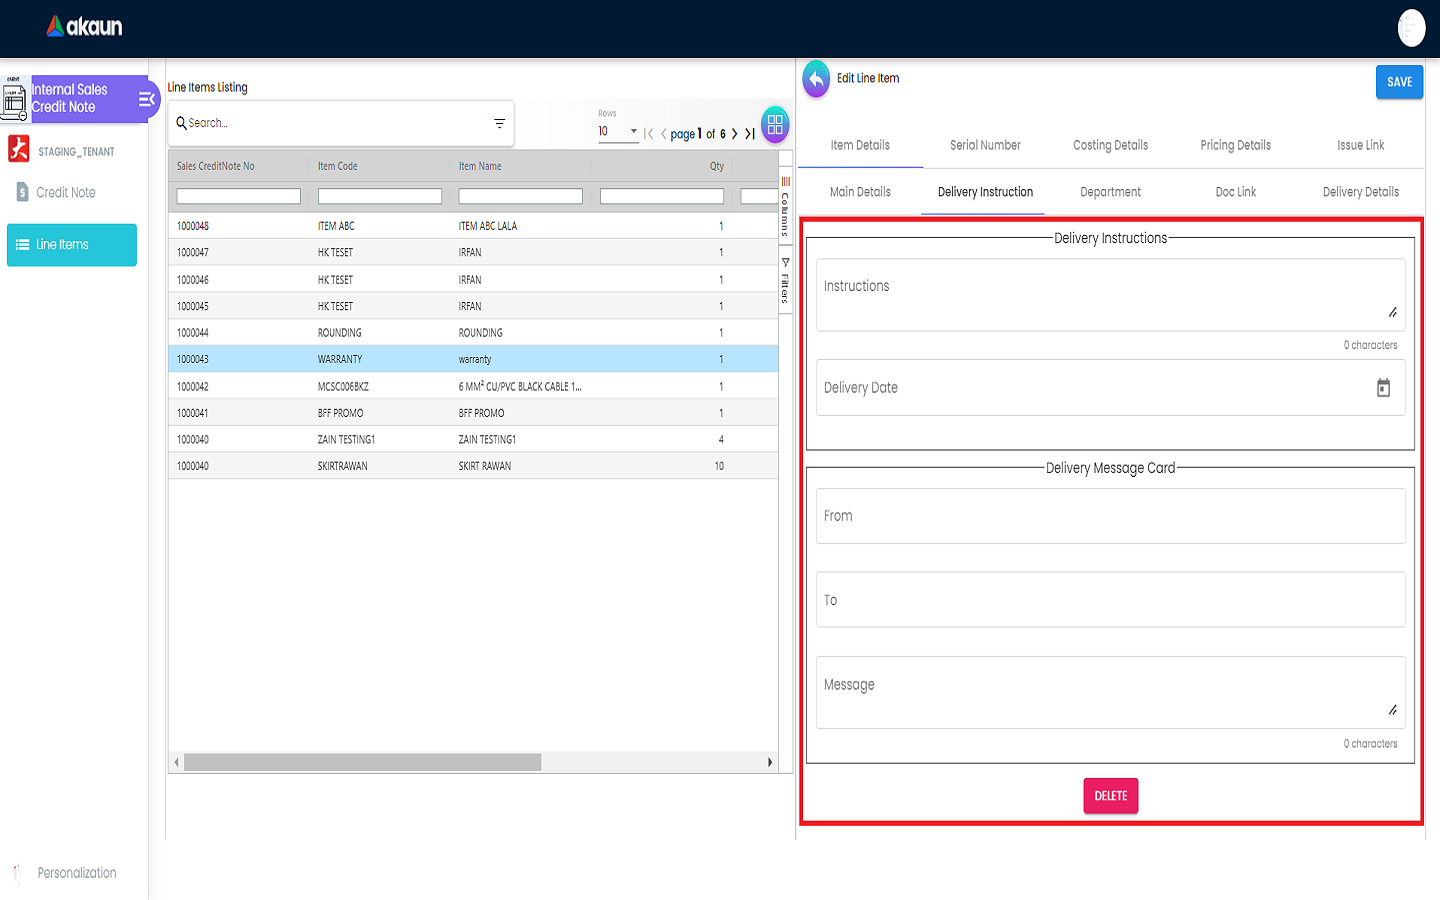 akaun
Internal Sales
Credit Note
STAGING_TENANT
Credit Note
Line Items
Personalization
Line Items Listing
Search...
Rows
10
page 1 of 6
Sales CreditNote No Item Code Item Name Qty
1000048 ITEM ABC ITEM ABC LALA 1
1000047 HK TESET IRFAN 1
1000046 HK TESET IRFAN 1
1000045 HK TESET IRFAN 1
1000044 ROUNDING ROUNDING 1
1000043 WARRANTY warranty 1
1000042 MCSC006BKZ 6 MM² CU/PVC BLACK CABLE 1... 1
1000041 BFF PROMO BFF PROMO 1
1000040 ZAIN TESTING1 ZAIN TESTING1 4
1000040 SKIRTRAWAN SKIRT RAWAN 10
Columns
Filters
Edit Line Item
SAVE
Item Details Serial Number Costing Details Pricing Details Issue Link
Main Details Delivery Instruction Department Doc Link Delivery Details
Delivery Instructions
Instructions
0 characters
Delivery Date
Delivery Message Card
From
To
Message
0 characters
DELETE